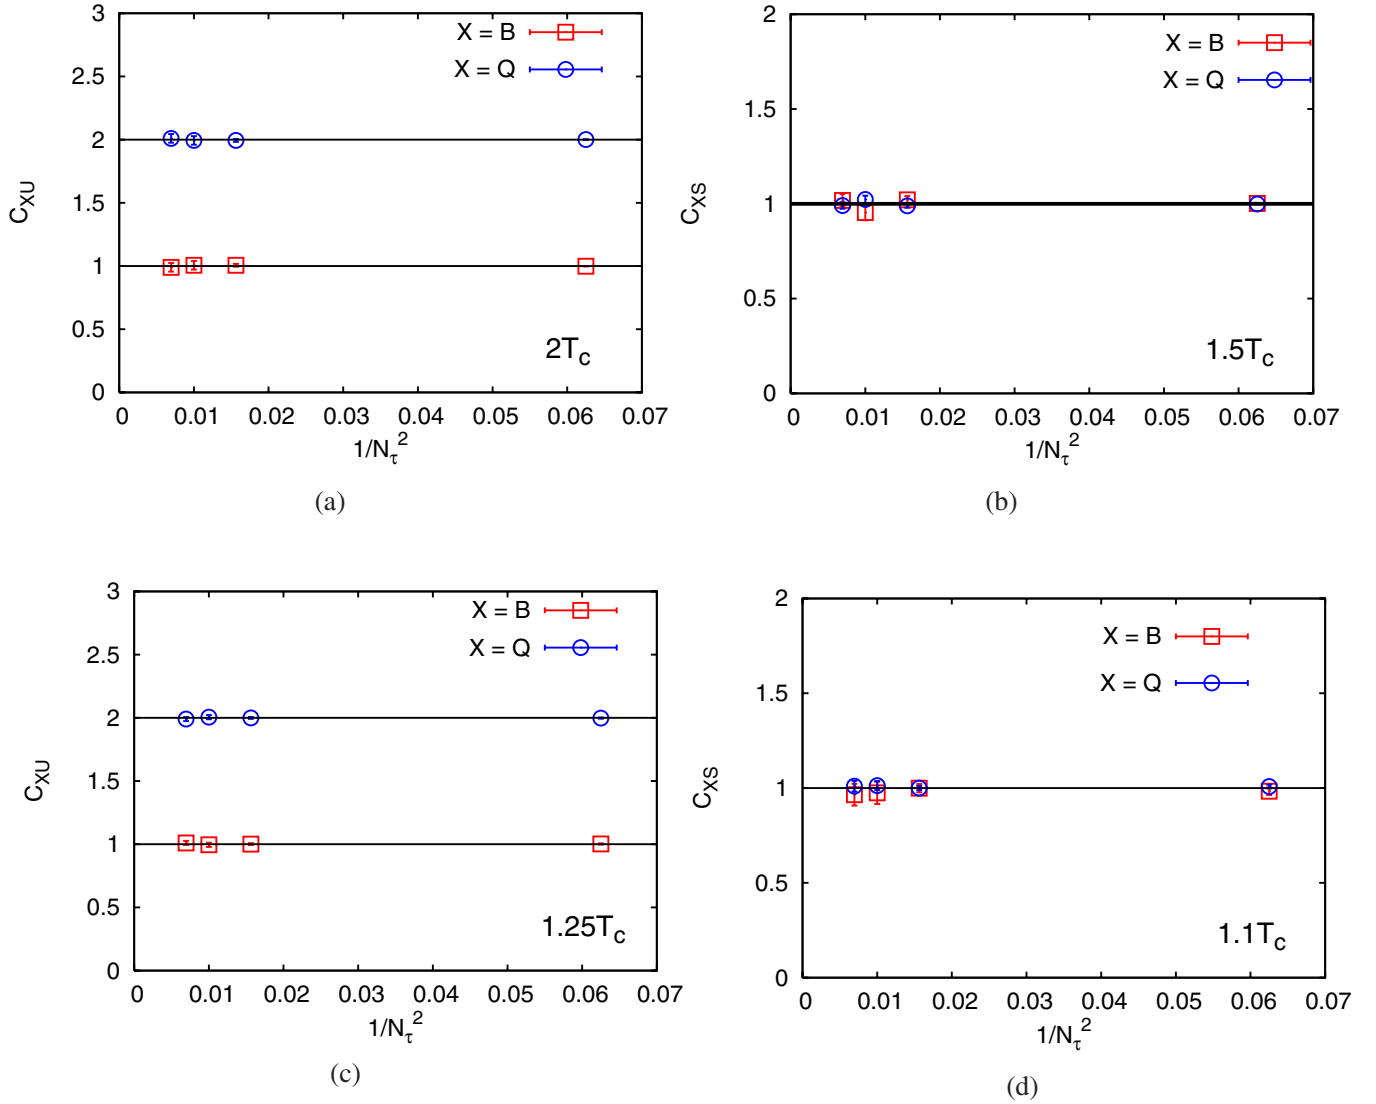 3
2.5
2
1.5
1
0.5
0
C_XU
X = B
X = Q
2T_c
0 0.01 0.02 0.03 0.04 0.05 0.06 0.07
1/N_τ^2
(a)
2
1.5
1
0.5
0
C_XS
X = B
X = Q
1.5T_c
0 0.01 0.02 0.03 0.04 0.05 0.06 0.07
1/N_τ^2
(b)
3
2.5
2
1.5
1
0.5
0
C_XU
X = B
X = Q
1.25T_c
0 0.01 0.02 0.03 0.04 0.05 0.06 0.07
1/N_τ^2
(c)
2
1.5
1
0.5
0
C_XS
X = B
X = Q
1.1T_c
0 0.01 0.02 0.03 0.04 0.05 0.06 0.07
1/N_τ^2
(d)